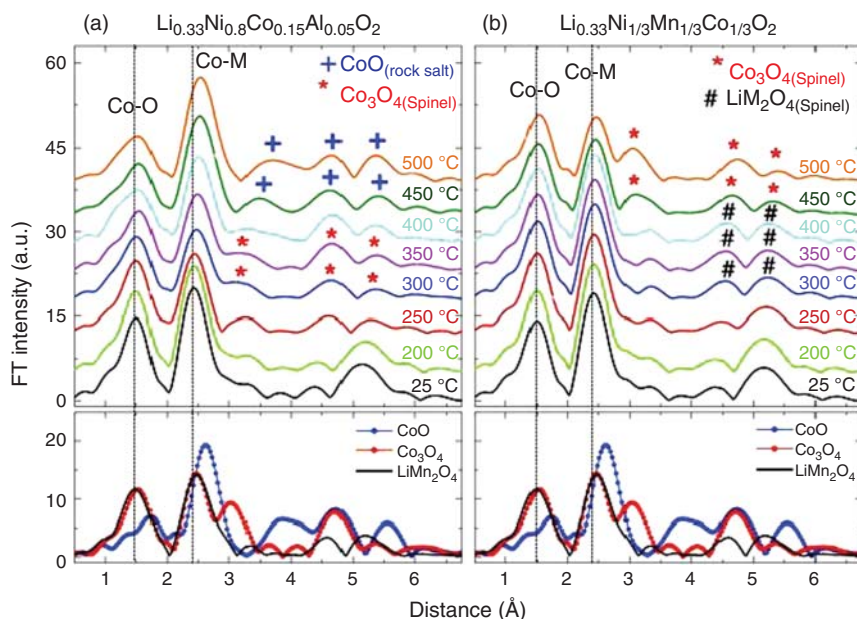 (a) Li0.33Ni0.8Co0.15Al0.05O2
(b) Li0.33Ni1/3Mn1/3Co1/3O2
FT intensity (a.u.)
60
45
30
15
0
Co-O
Co-M
+ CoO(rock salt)
* Co3O4(Spinel)
+ + +
500 °C
+ + +
450 °C
400 °C
* * *
350 °C
* * *
300 °C
250 °C
200 °C
25 °C
Co-O
Co-M
* Co3O4(Spinel)
# LiM2O4(Spinel)
* * *
500 °C
* * *
450 °C
# #
400 °C
# #
350 °C
# #
300 °C
250 °C
200 °C
25 °C
20
10
0
CoO
Co3O4
LiMn2O4
CoO
Co3O4
LiMn2O4
1 2 3 4 5 6
1 2 3 4 5 6
Distance (Å)